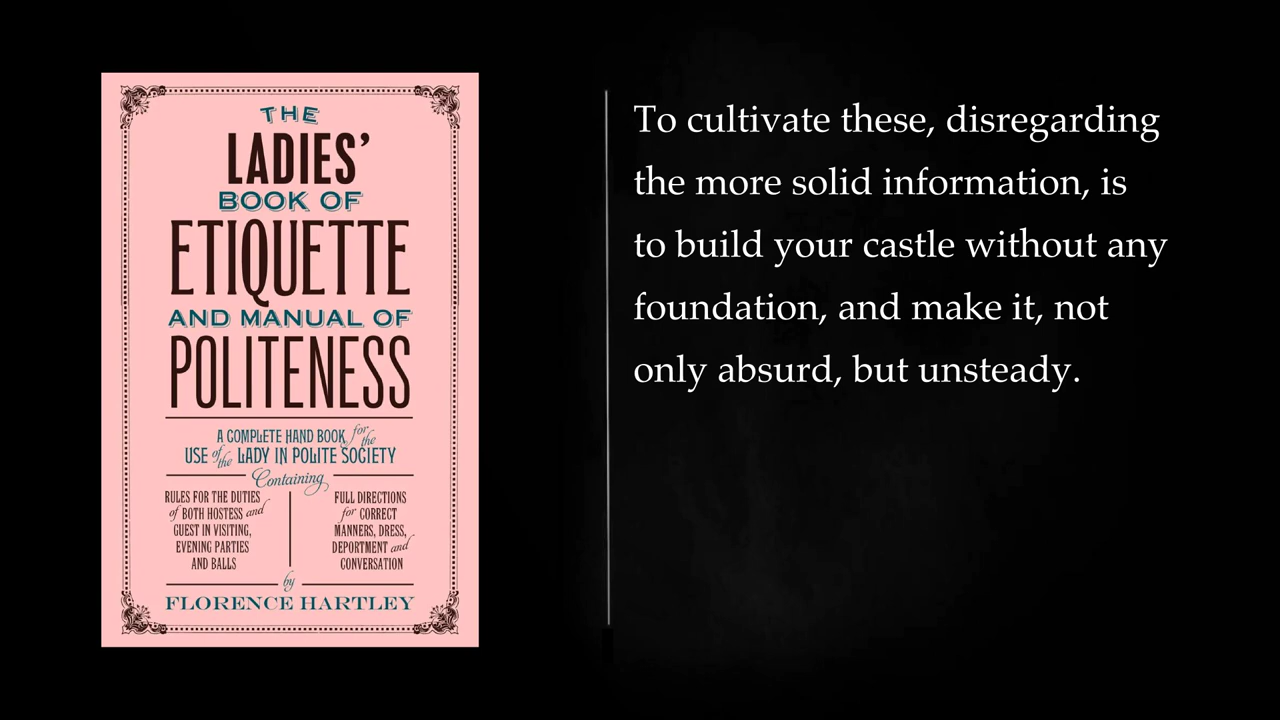 THE
LADIES'
BOOK OF
ETIQUETTE
AND MANUAL OF
POLITENESS
A COMPLETE HAND BOOK for the
USE of the LADY IN POLITE SOCIETY
Containing
RULES FOR THE DUTIES
of BOTH HOSTESS and
GUEST IN VISITING,
EVENING PARTIES
AND BALLS
FULL DIRECTIONS
for CORRECT
MANNERS, DRESS,
DEPORTMENT and
CONVERSATION
by
FLORENCE HARTLEY
To cultivate these, disregarding
the more solid information, is
to build your castle without any
foundation, and make it, not
only absurd, but unsteady.